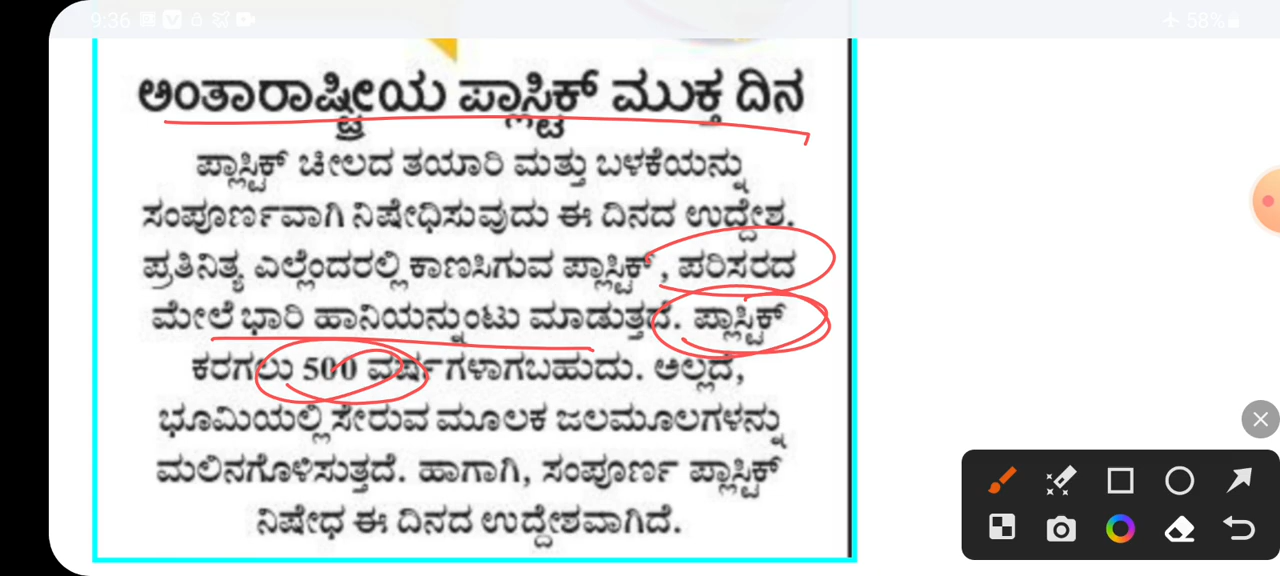 9:36
58%
ಅಂತಾರಾಷ್ಟ್ರೀಯ ಪ್ಲಾಸ್ಟಿಕ್ ಮುಕ್ತ ದಿನ
ಪ್ಲಾಸ್ಟಿಕ್ ಚೀಲದ ತಯಾರಿ ಮತ್ತು ಬಳಕೆಯನ್ನು
ಸಂಪೂರ್ಣವಾಗಿ ನಿಷೇಧಿಸುವುದು ಈ ದಿನದ ಉದ್ದೇಶ.
ಪ್ರತಿನಿತ್ಯ ಎಲ್ಲೆಂದರಲ್ಲಿ ಕಾಣಸಿಗುವ ಪ್ಲಾಸ್ಟಿಕ್, ಪರಿಸರದ
ಮೇಲೆ ಭಾರಿ ಹಾನಿಯನ್ನುಂಟು ಮಾಡುತ್ತದೆ. ಪ್ಲಾಸ್ಟಿಕ್
ಕರಗಲು 500 ವರ್ಷಗಳಾಗಬಹುದು. ಅಲ್ಲದೆ,
ಭೂಮಿಯಲ್ಲಿ ಸೇರುವ ಮೂಲಕ ಜಲಮೂಲಗಳನ್ನು
ಮಲಿನಗೊಳಿಸುತ್ತದೆ. ಹಾಗಾಗಿ, ಸಂಪೂರ್ಣ ಪ್ಲಾಸ್ಟಿಕ್
ನಿಷೇಧ ಈ ದಿನದ ಉದ್ದೇಶವಾಗಿದೆ.